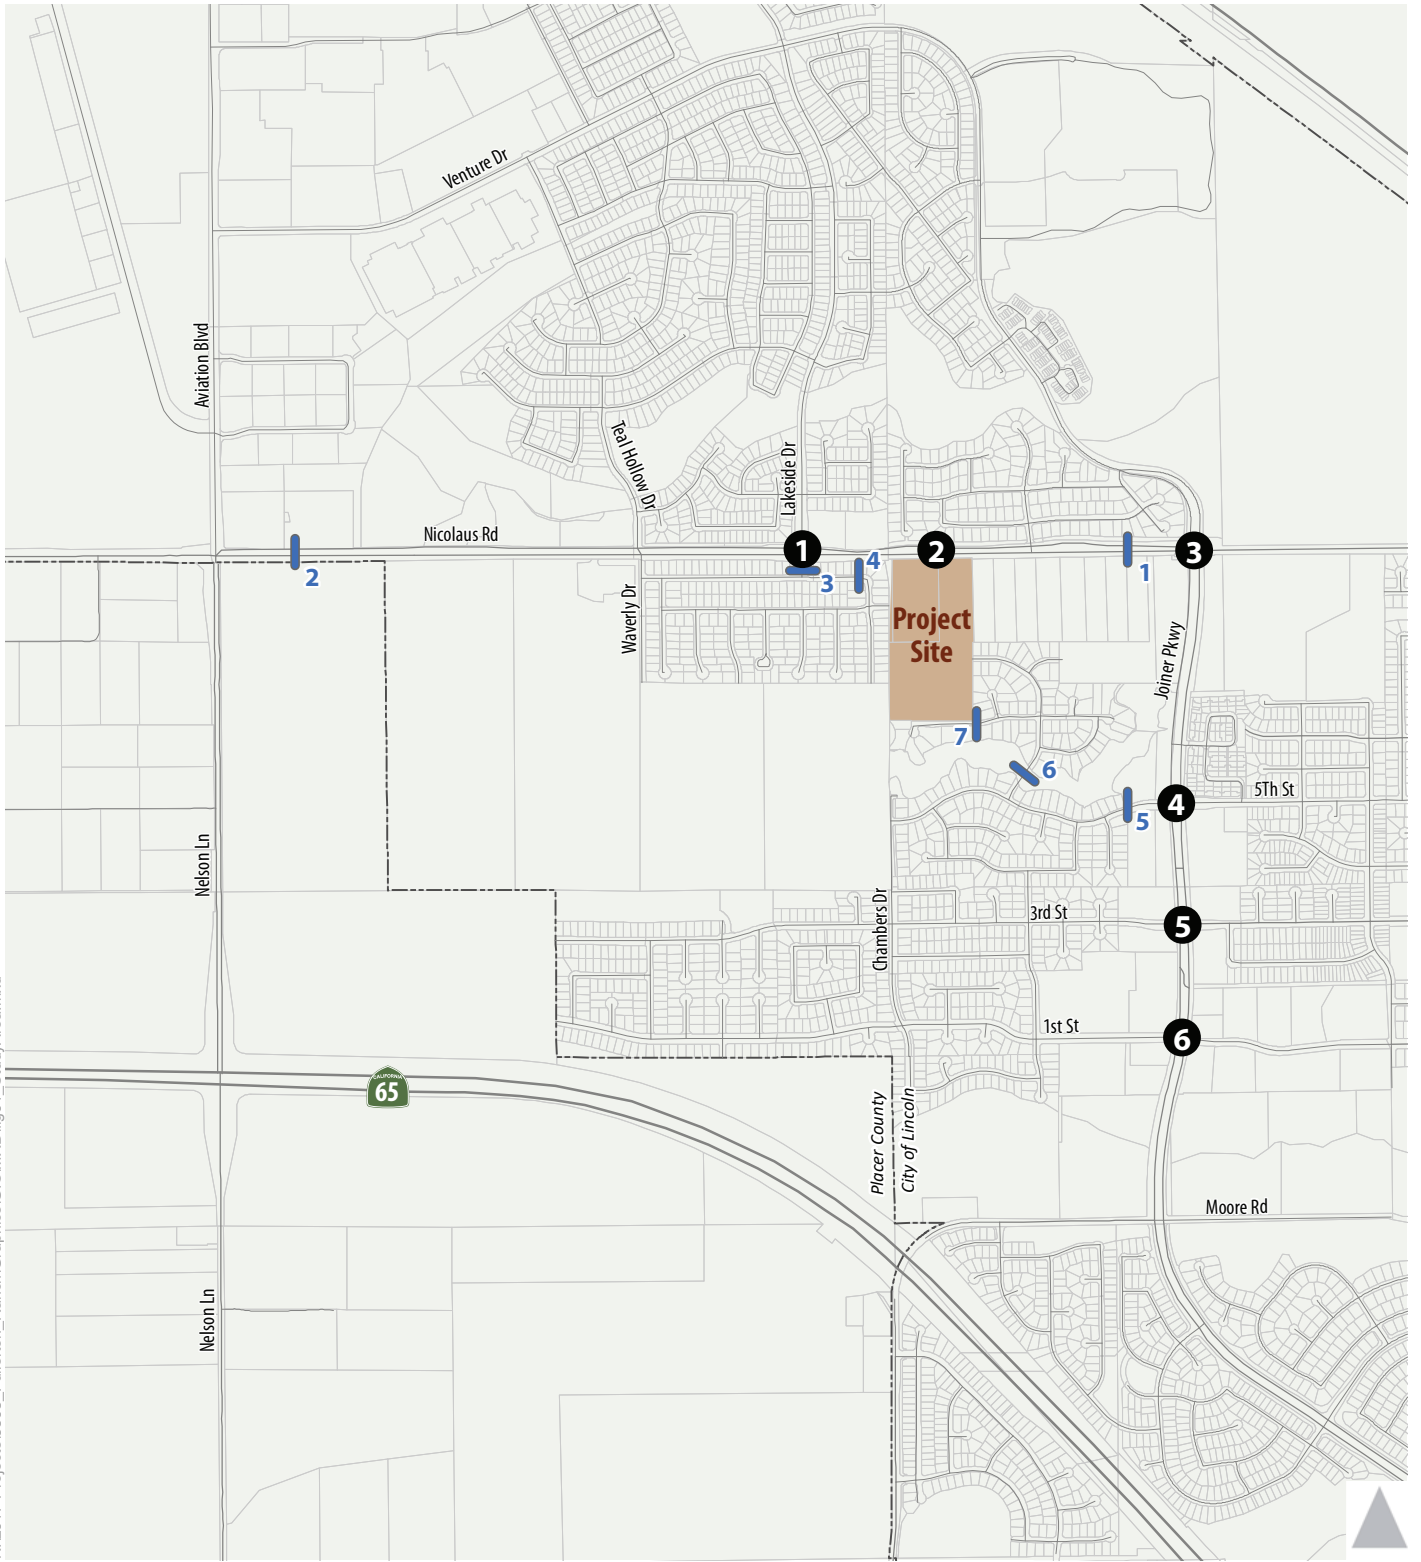 Venture Dr
Aviation Blvd
Teal Hollow Dr
Lakeside Dr
Nicolaus Rd
1
2
3
4
2
3
1
Waverly Dr
Project
Site
Joiner Pkwy
7
6
5Th St
4
5
Nelson Ln
Chambers Dr
3rd St
5
1st St
6
CALIFORNIA
65
Placer County
City of Lincoln
Moore Rd
Nelson Ln